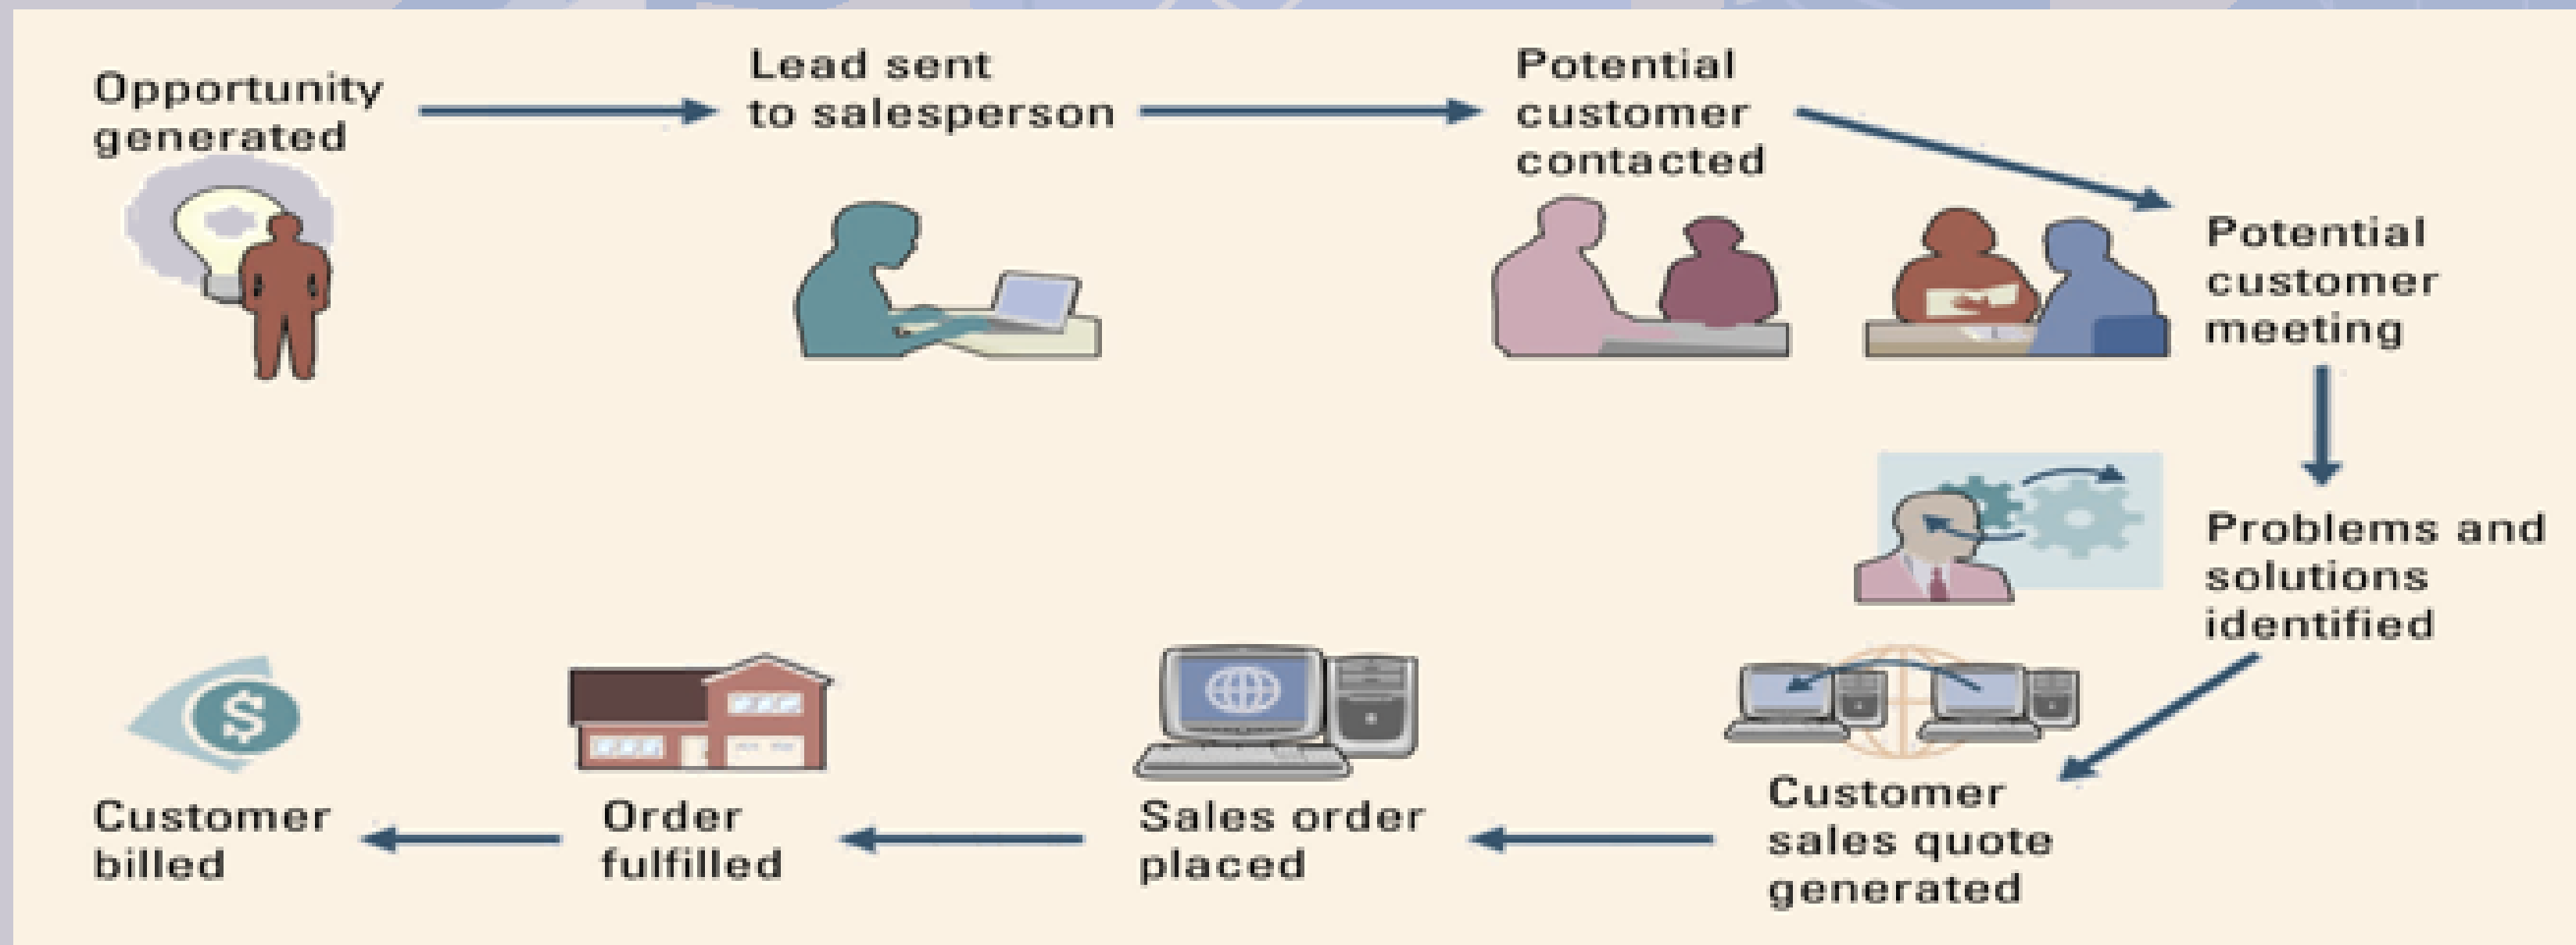 Opportunity
generated
Lead sent
to salesperson
Potential
customer
contacted
Potential
customer
meeting
Problems and
solutions
identified
Customer
sales quote
generated
Sales order
placed
Order
fulfilled
Customer
billed
$